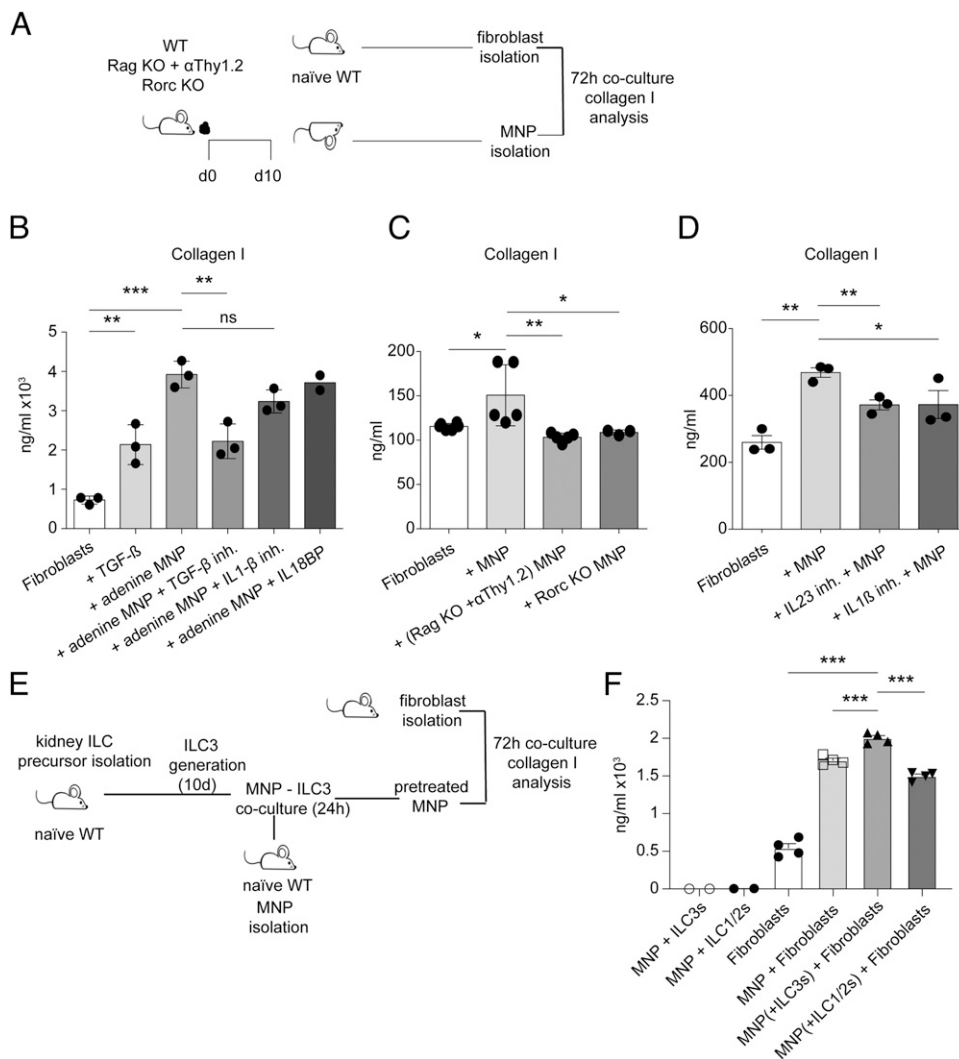 A
WT
Rag KO + αThy1.2
Rorc KO
d0
d10
naïve WT
fibroblast
isolation
MNP
isolation
72h co-culture
collagen I
analysis
B
Collagen I
***
**
**
ns
5
4
3
2
1
0
ng/ml x10³
Fibroblasts
+ TGF-ß
+ adenine MNP
+ adenine MNP + TGF-β inh.
+ adenine MNP + IL1-β inh.
+ adenine MNP + IL18BP
C
Collagen I
*
*
**
200
150
100
50
0
ng/ml
Fibroblasts
+ MNP
+ (Rag KO +αThy1.2) MNP
+ Rorc KO MNP
D
Collagen I
**
**
*
600
400
200
0
ng/ml
Fibroblasts
+ MNP
+ IL23 inh. + MNP
+ IL1ß inh. + MNP
E
kidney ILC
precursor isolation
naïve WT
ILC3
generation
(10d)
MNP - ILC3
co-culture (24h)
naïve WT
MNP
isolation
pretreated
MNP
fibroblast
isolation
72h co-culture
collagen I
analysis
F
***
***
***
2.5
2
1.5
1
0.5
0
ng/ml x10³
MNP + ILC3s
MNP + ILC1/2s
Fibroblasts
MNP + Fibroblasts
MNP(+ILC3s) + Fibroblasts
MNP(+ILC1/2s) + Fibroblasts